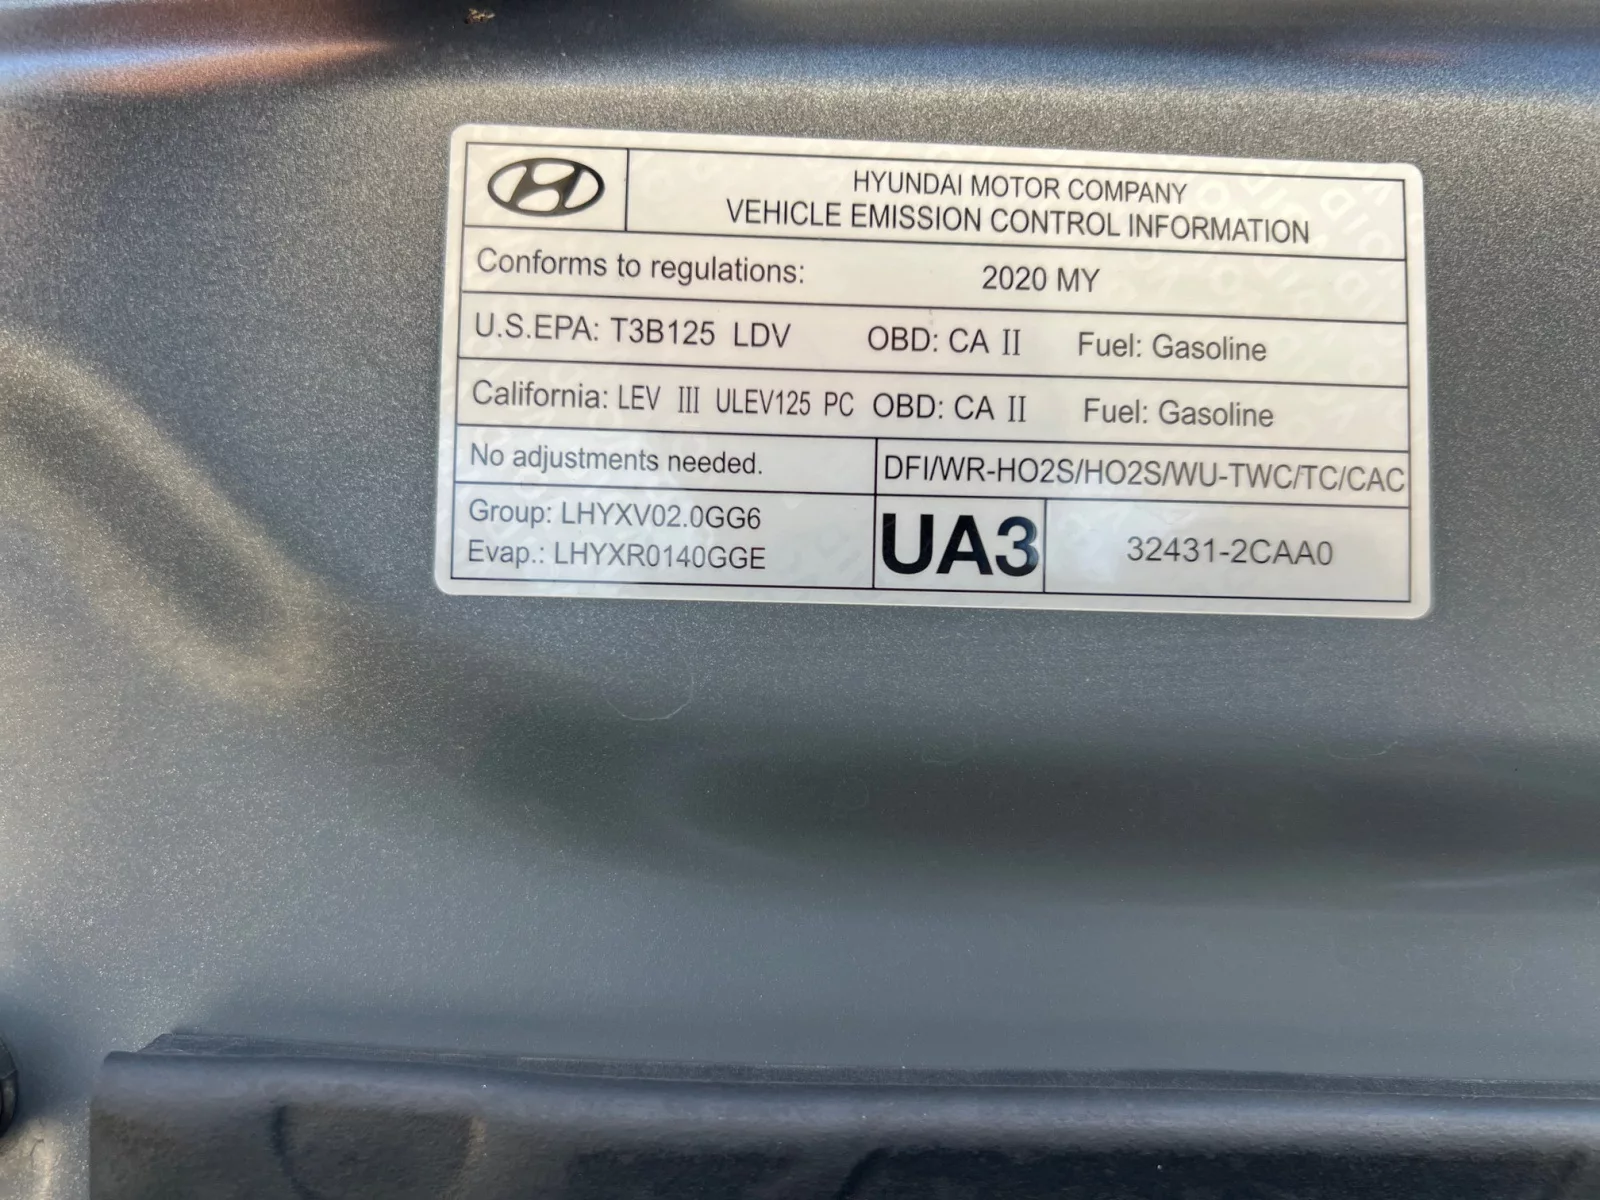 HYUNDAI MOTOR COMPANY
VEHICLE EMISSION CONTROL INFORMATION
Conforms to regulations: 2020 MY
U.S.EPA: T3B125 LDV OBD: CA II Fuel: Gasoline
California: LEV III ULEV125 PC OBD: CA II Fuel: Gasoline
No adjustments needed. DFI/WR-HO2S/HO2S/WU-TWC/TC/CAC
Group: LHYXV02.0GG6
Evap.: LHYXR0140GGE
UA3 32431-2CAA0